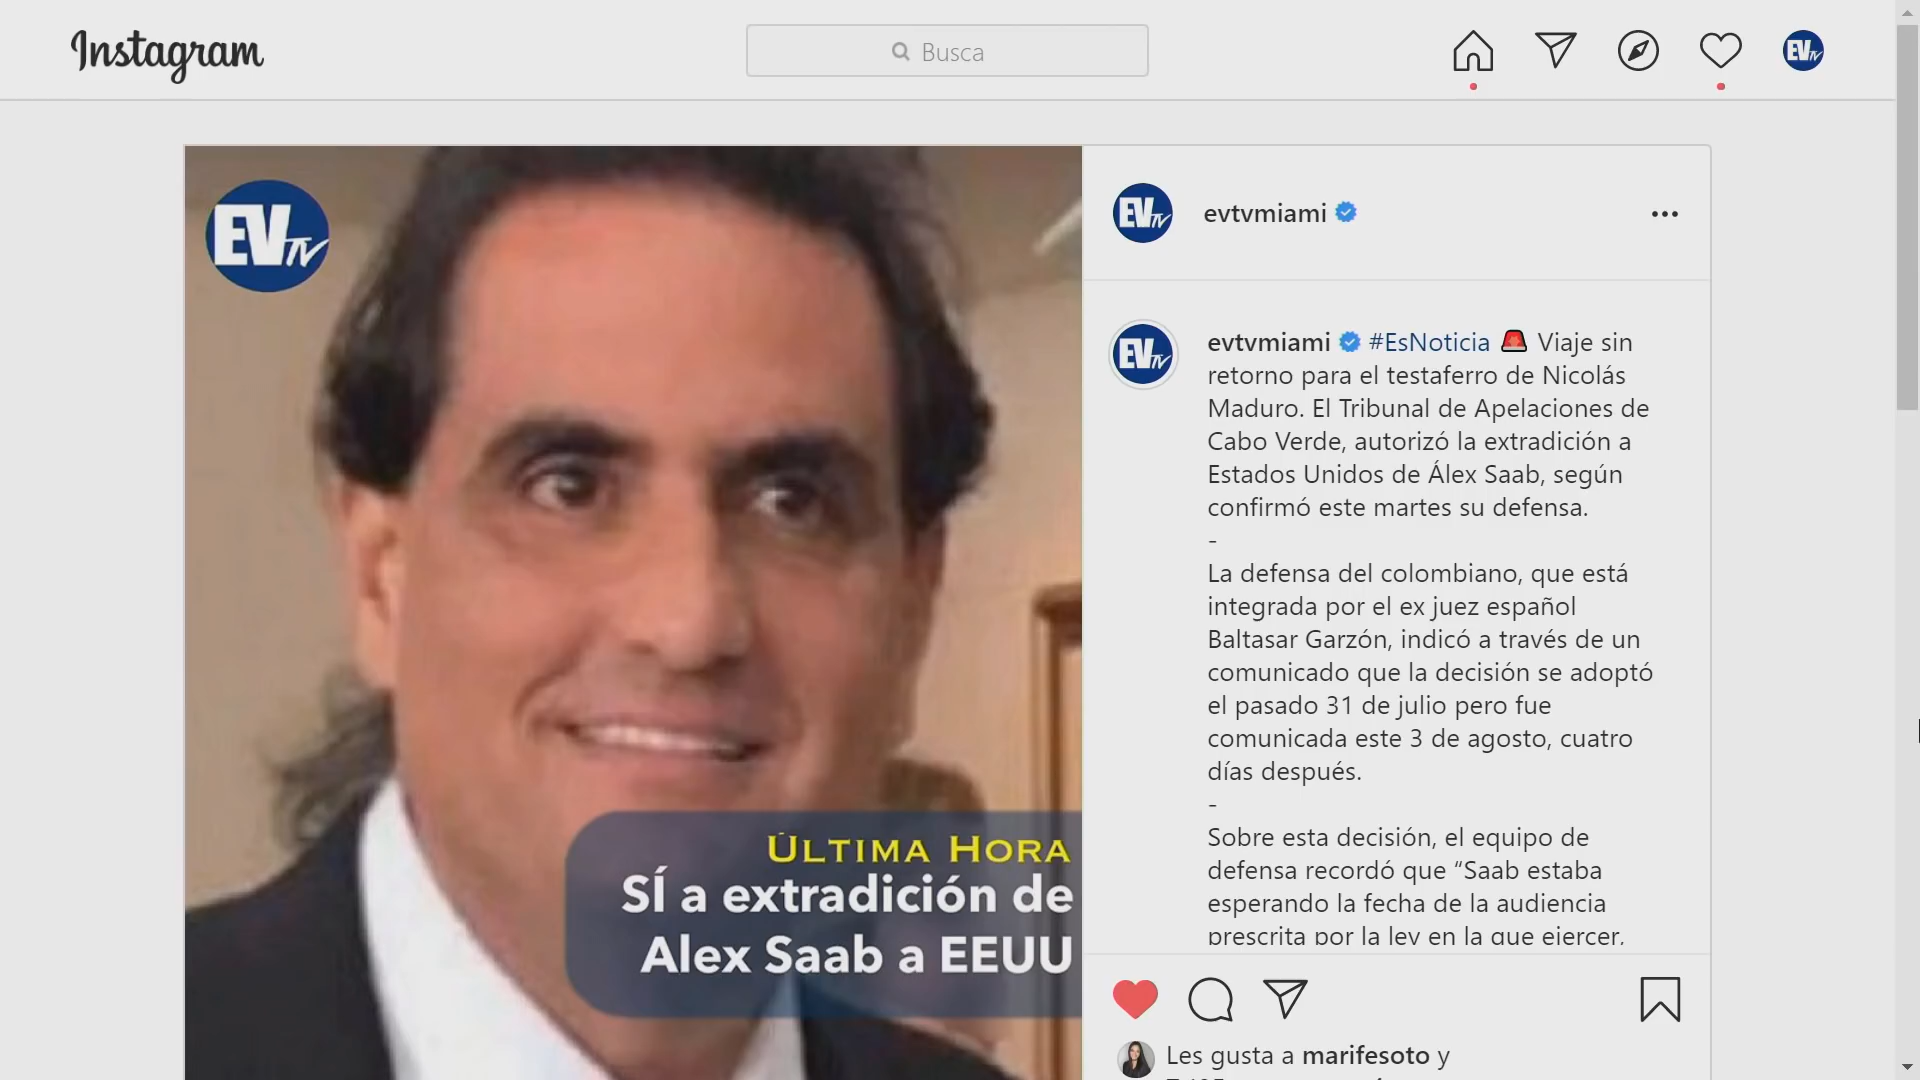 Instagram
Busca
EVTV
EVTV
ÚLTIMA HORA
SÍ a extradición de
Alex Saab a EEUU
EVTV
evtvmiami
EVTV
evtvmiami #EsNoticia 🚨 Viaje sin
retorno para el testaferro de Nicolás
Maduro. El Tribunal de Apelaciones de
Cabo Verde, autorizó la extradición a
Estados Unidos de Álex Saab, según
confirmó este martes su defensa.
-
La defensa del colombiano, que está
integrada por el ex juez español
Baltasar Garzón, indicó a través de un
comunicado que la decisión se adoptó
el pasado 31 de julio pero fue
comunicada este 3 de agosto, cuatro
días después.
-
Sobre esta decisión, el equipo de
defensa recordó que “Saab estaba
esperando la fecha de la audiencia
prescrita por la ley en la que ejercer,
Les gusta a marifesoto y